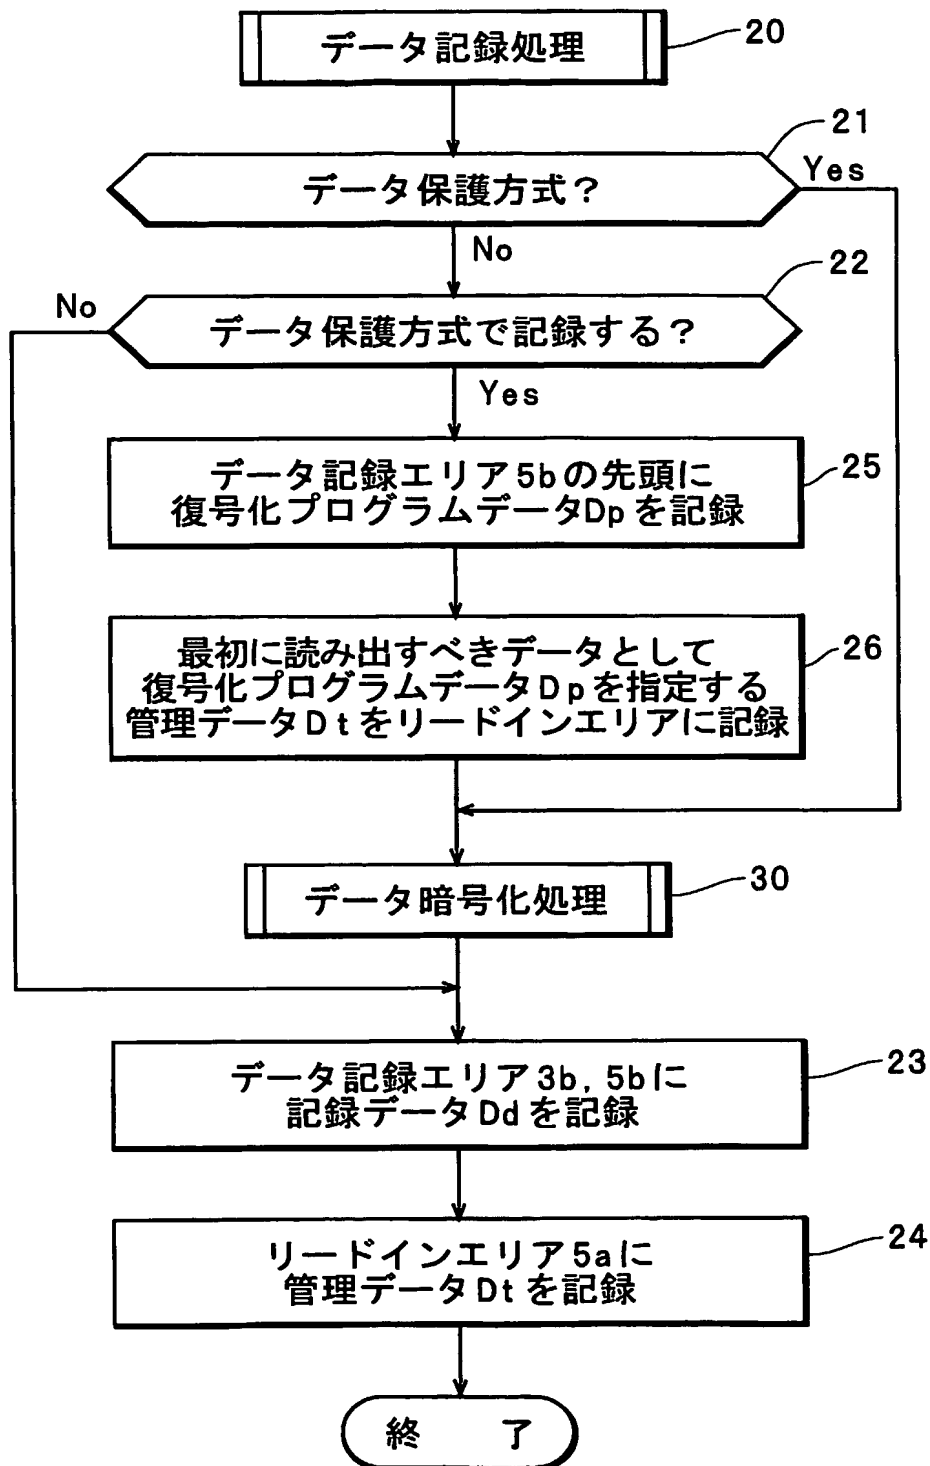 データ記録処理
20
21
データ保護方式？
Yes
No
22
No
データ保護方式で記録する？
Yes
データ記録エリア5bの先頭に
復号化プログラムデータDpを記録
25
最初に読み出すべきデータとして
復号化プログラムデータDpを指定する
管理データDtをリードインエリアに記録
26
データ暗号化処理
30
データ記録エリア3b, 5bに
記録データDdを記録
23
リードインエリア5aに
管理データDtを記録
24
終 了